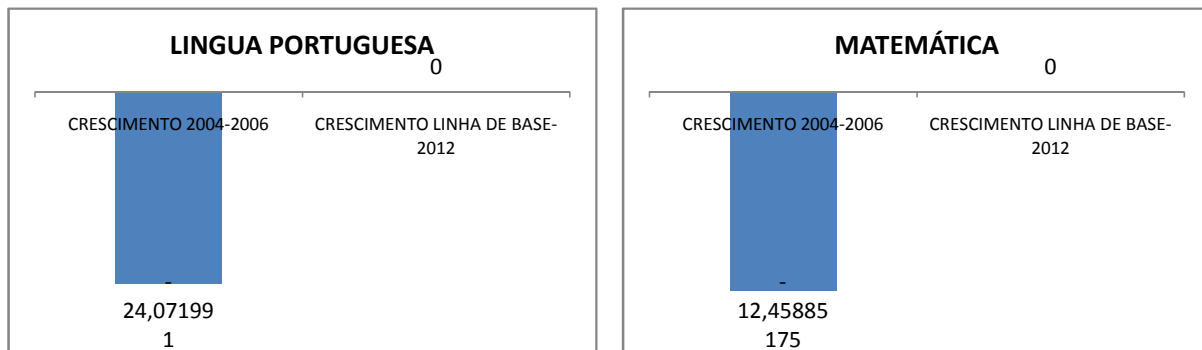 LINGUA PORTUGUESA
0
CRESCIMENTO 2004-2006
CRESCIMENTO LINHA DE BASE-
2012
-
24,07199
1
MATEMÁTICA
0
CRESCIMENTO 2004-2006
CRESCIMENTO LINHA DE BASE-
2012
-
12,45885
175